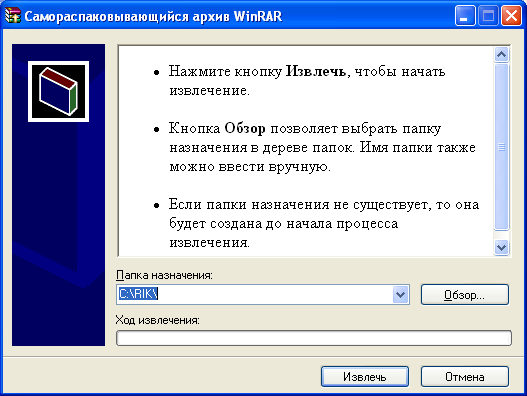 Самораспаковывающийся архив WinRAR
• Нажмите кнопку Извлечь, чтобы начать
извлечение.
• Кнопка Обзор позволяет выбрать папку
назначения в дереве папок. Имя папки также
можно ввести вручную.
• Если папки назначения не существует, то она
будет создана до начала процесса
извлечения.
Папка назначения:
C:\RIK\
Обзор...
Ход извлечения:
Извлечь
Отмена